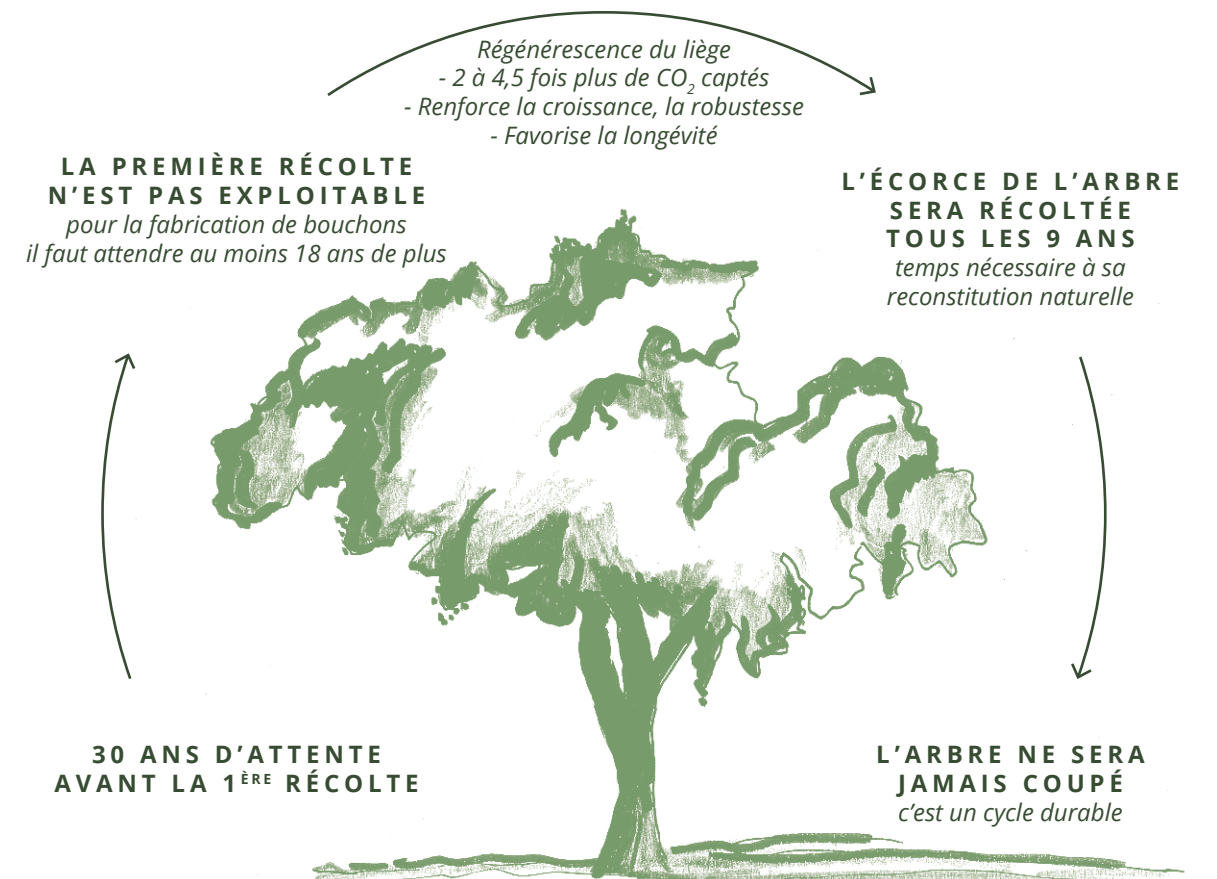 Régénérescence du liège
- 2 à 4,5 fois plus de CO₂ captés
- Renforce la croissance, la robustesse
- Favorise la longévité
LA PREMIÈRE RÉCOLTE
N’EST PAS EXPLOITABLE
pour la fabrication de bouchons
il faut attendre au moins 18 ans de plus
L’ÉCORCE DE L’ARBRE
SERA RÉCOLTÉE
TOUS LES 9 ANS
temps nécessaire à sa
reconstitution naturelle
30 ANS D’ATTENTE
AVANT LA 1ÈRE RÉCOLTE
L’ARBRE NE SERA
JAMAIS COUPÉ
c’est un cycle durable